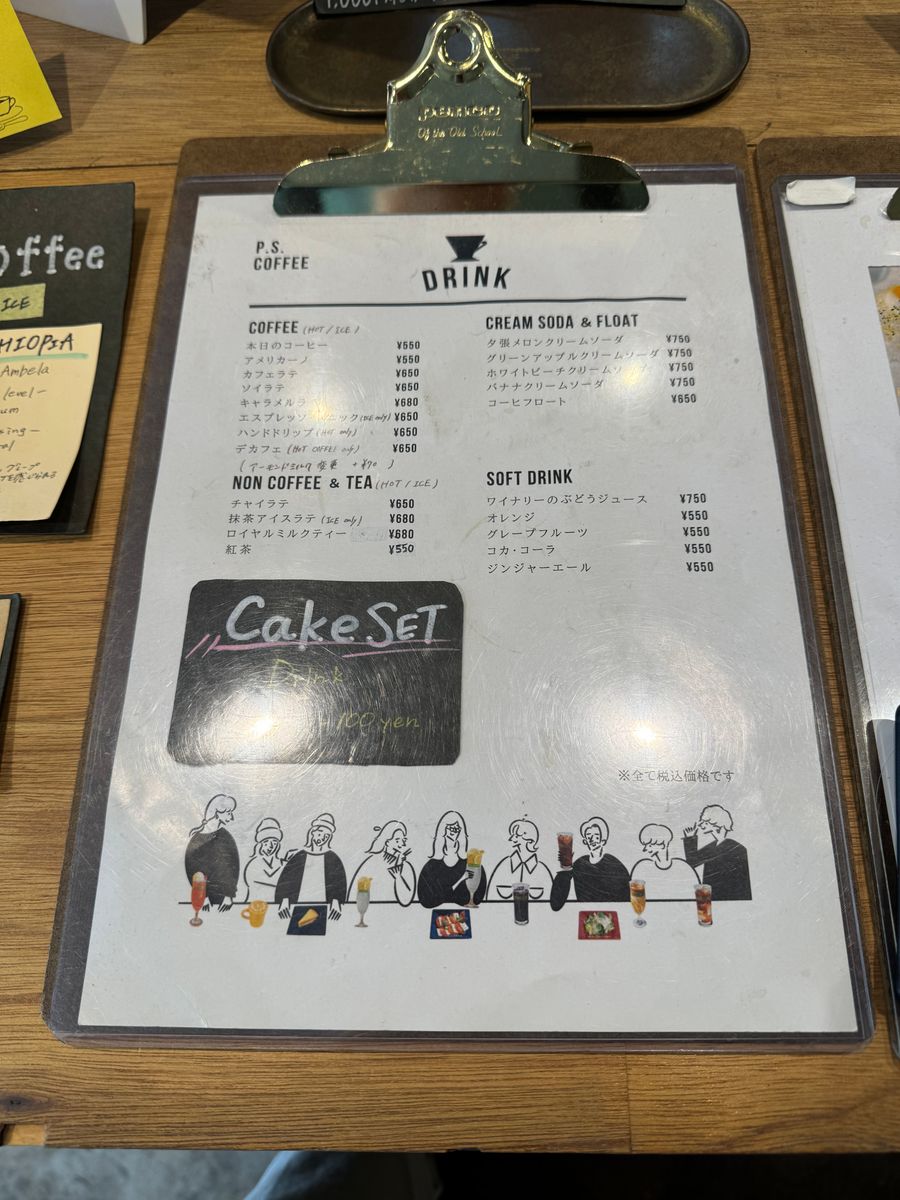 1,000
penco
Of the Old School
offee
ICE
HIOPIA
Ambela
level-
um
sing-
al
P.S.
COFFEE
DRINK
COFFEE (HOT / ICE)
本日のコーヒー ¥550
アメリカーノ ¥550
カフェラテ ¥650
ソイラテ ¥650
キャラメルラ ¥680
エスプレッソ ニック (ICE only) ¥650
ハンドドリップ (HOT only) ¥650
デカフェ (HOT COFFEE only) ¥650
(アーモンドミルク 変更 +¥70)
NON COFFEE & TEA (HOT / ICE)
チャイラテ ¥650
抹茶アイスラテ (ICE only) ¥680
ロイヤルミルクティー ¥680
紅茶 ¥550
CREAM SODA & FLOAT
夕張メロンクリームソーダ ¥750
グリーンアップルクリームソーダ ¥750
ホワイトピーチクリームソーダ ¥750
バナナクリームソーダ ¥750
コーヒフロート ¥650
SOFT DRINK
ワイナリーのぶどうジュース ¥750
オレンジ ¥550
グレープフルーツ ¥550
コカ・コーラ ¥550
ジンジャーエール ¥550
Cake SET
Drink
-100yen
※全て税込価格です